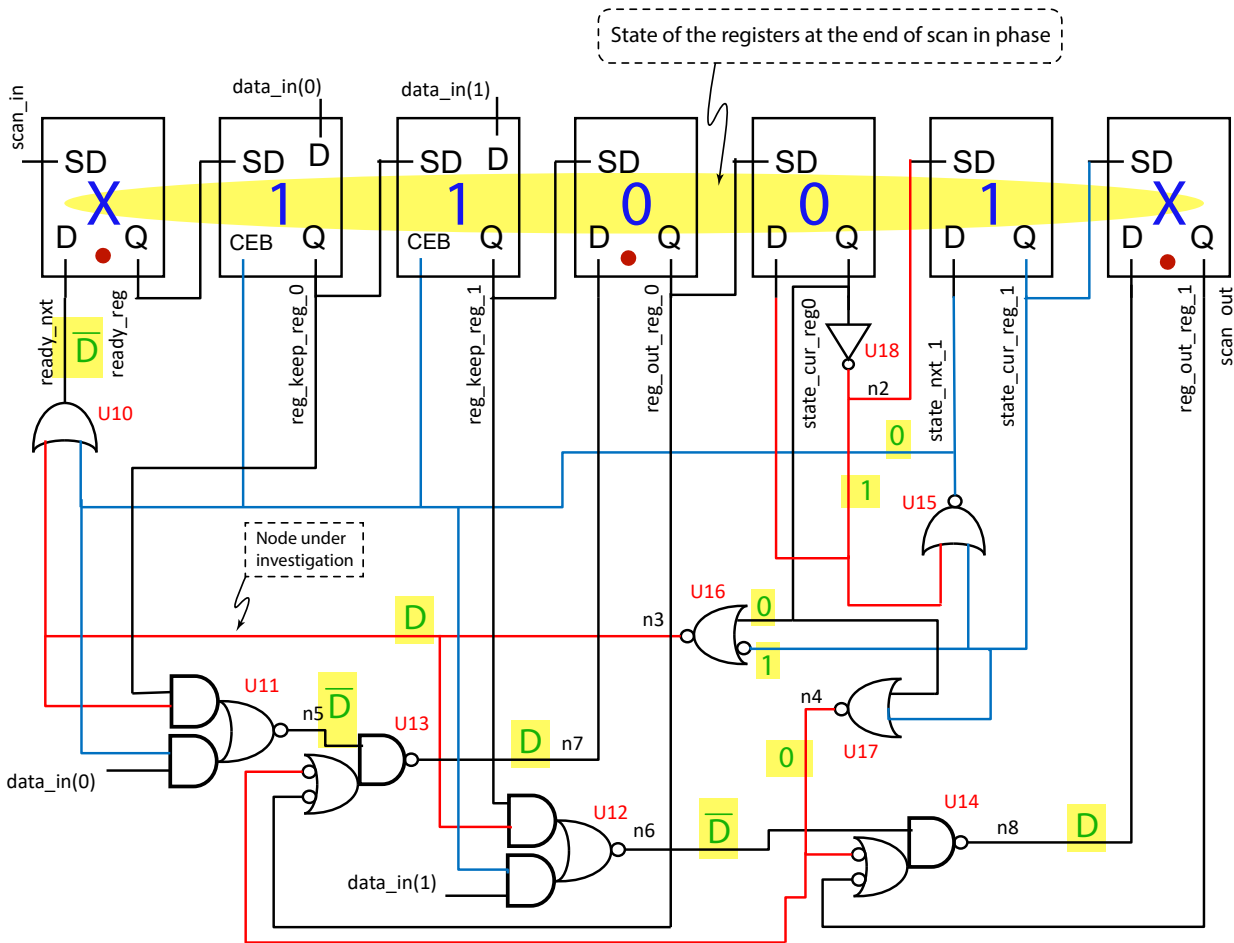 State of the registers at the end of scan in phase
scan_in
data_in(0)
data_in(1)
SD
SD
D
SD
D
SD
SD
SD
SD
X
1
1
0
0
1
X
D
Q
CEB
Q
CEB
Q
D
Q
D
Q
D
Q
D
Q
ready_nxt
D
ready_reg
reg_keep_reg_0
reg_keep_reg_1
reg_out_reg_0
state_cur_reg0
U18
n2
state_nxt_1
state_cur_reg_1
reg_out_reg_1
scan out
U10
0
1
U15
Node under
investigation
U16
D
n3
0
1
U11
n5
D
U13
n4
U17
D
n7
0
data_in(0)
U12
n6
D
U14
n8
D
data_in(1)